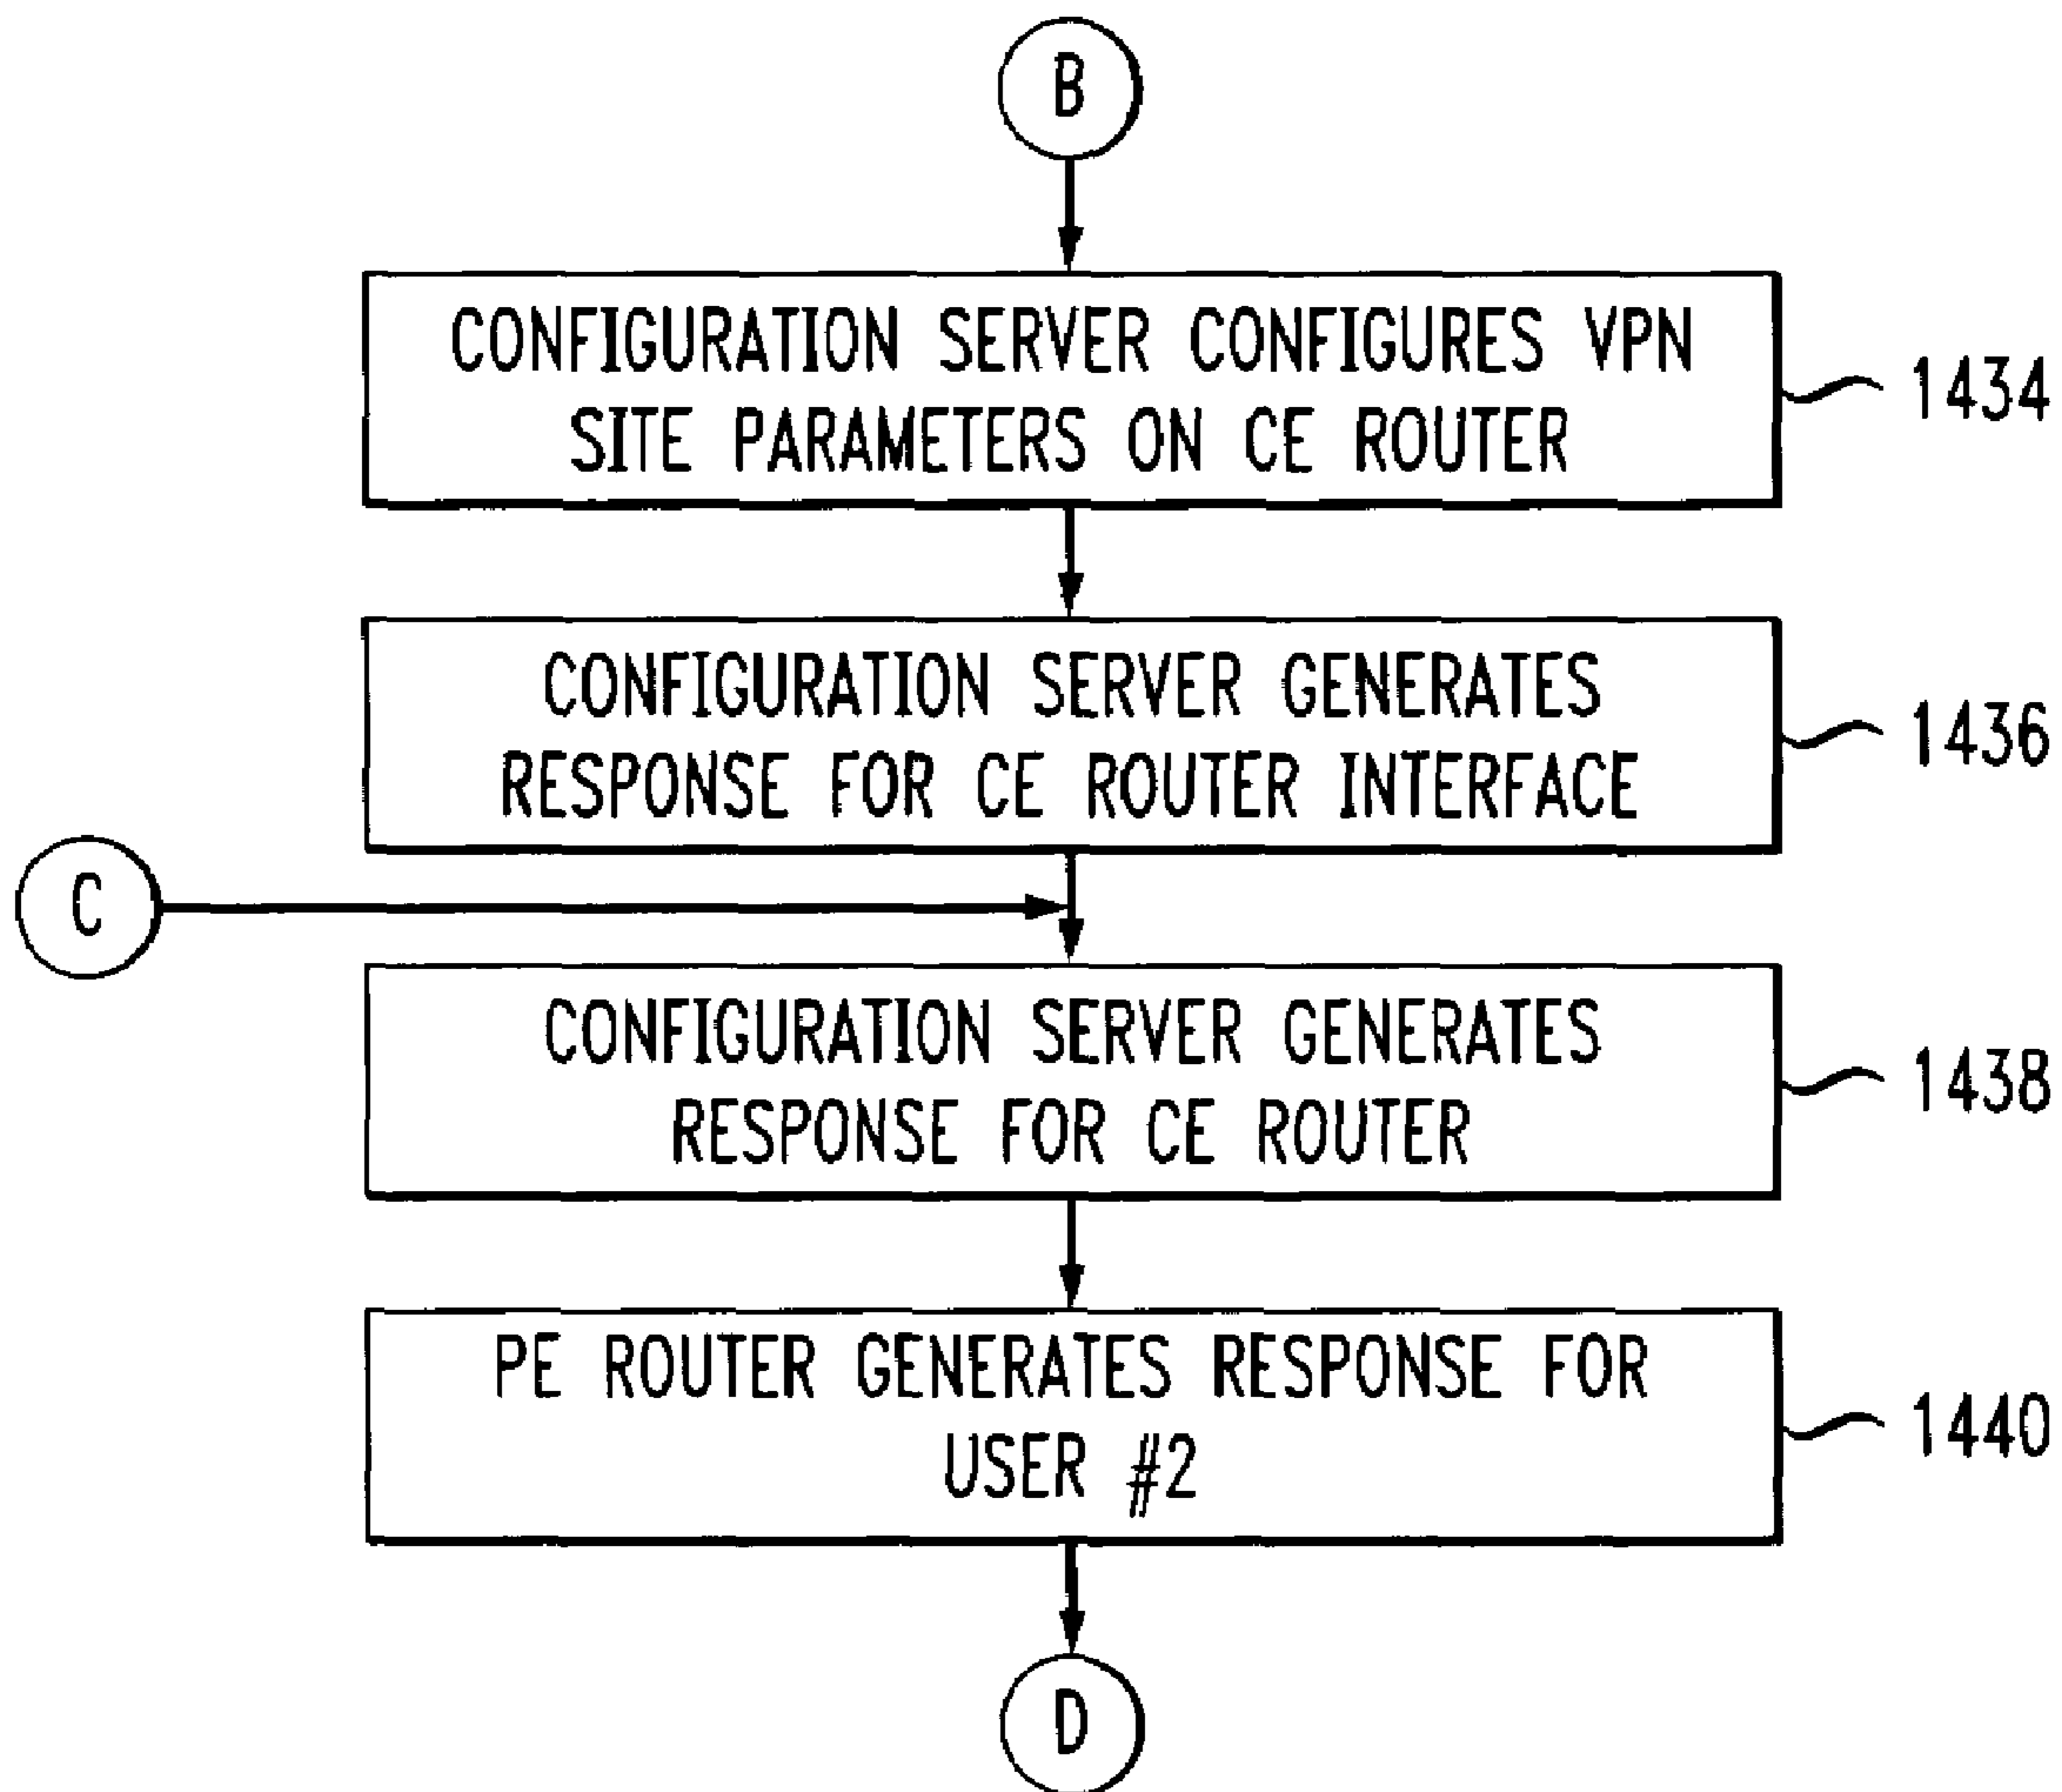 B
CONFIGURATION SERVER CONFIGURES VPN
SITE PARAMETERS ON CE ROUTER
1434
CONFIGURATION SERVER GENERATES
RESPONSE FOR CE ROUTER INTERFACE
1436
C
CONFIGURATION SERVER GENERATES
RESPONSE FOR CE ROUTER
1438
PE ROUTER GENERATES RESPONSE FOR
USER #2
1440
D